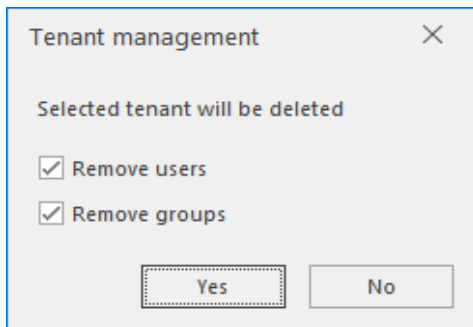 Tenant management
Selected tenant will be deleted
Remove users
Remove groups
Yes No